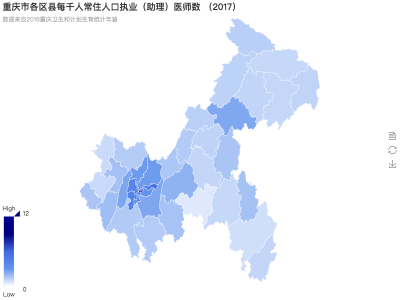 重庆市各区县每千人常住人口执业（助理）医师数 （2017）
数据来自2018重庆卫生和计划生育统计年鉴
High
12
0
Low